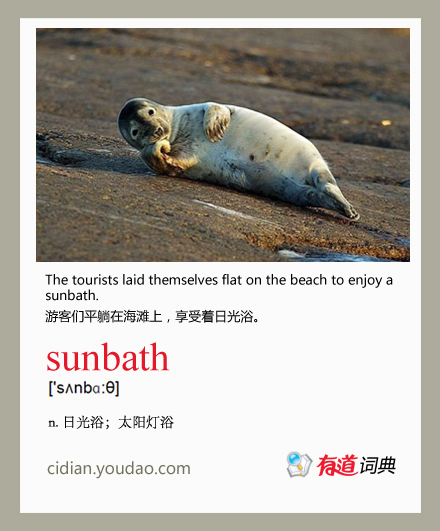 The tourists laid themselves flat on the beach to enjoy a
sunbath.
游客们平躺在海滩上，享受着日光浴。
sunbath
['sʌnbɑ:θ]
n. 日光浴；太阳灯浴
cidian.youdao.com
有道词典